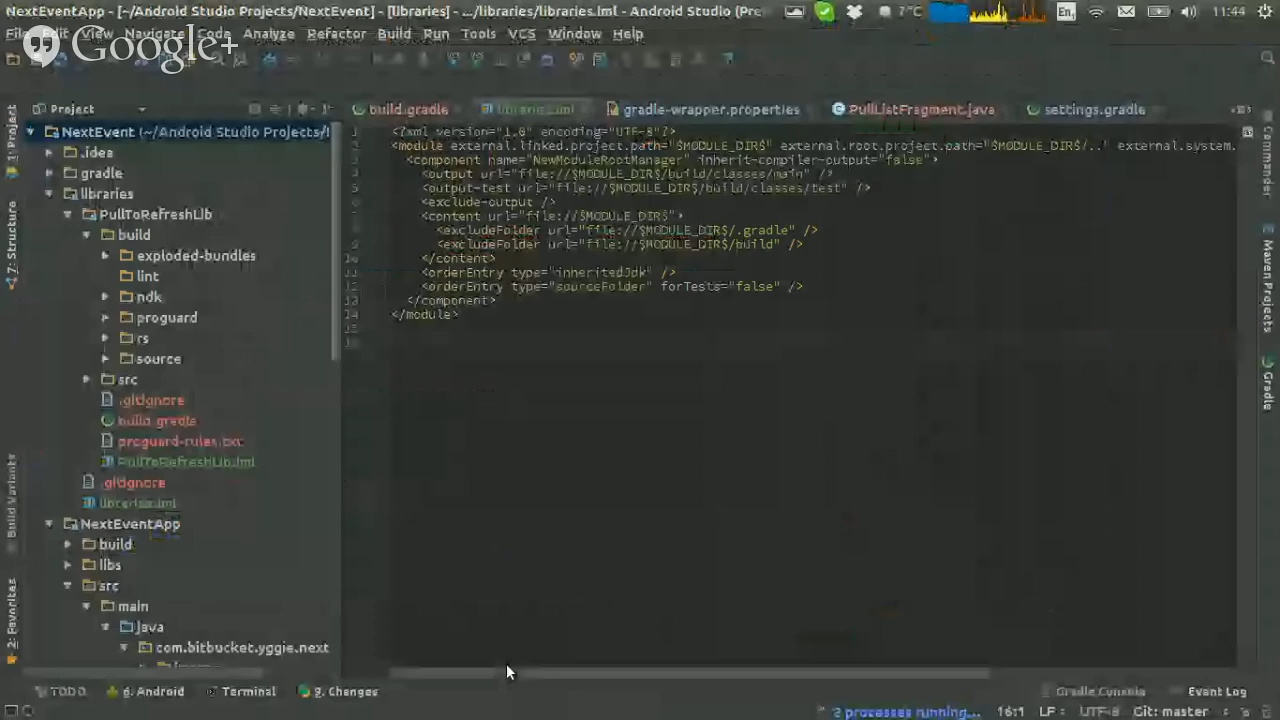 NextEventApp - [~/Android Studio Projects/NextEvent] - [libraries] - .../libraries/libraries.iml - Android Studio (Pre
7°C
En
11:44
File Edit View Navigate Code Analyze Refactor Build Run Tools VCS Window Help
Google+
Project
build.gradle
libraries.iml
gradle-wrapper.properties
PullListFragment.java
settings.gradle
1: Project
7: Structure
Build Variants
2: Favorites
NextEvent (~/Android Studio Projects/
.idea
gradle
libraries
PullToRefreshLib
build
exploded-bundles
lint
ndk
proguard
rs
source
src
.gitignore
build.gradle
proguard-rules.txt
PullToRefreshLib.iml
.gitignore
libraries.iml
NextEventApp
build
libs
src
main
java
com.bitbucket.yggie.next
<?xml version="1.0" encoding="UTF-8"?>
<module external.linked.project.path="$MODULE_DIR$" external.root.project.path="$MODULE_DIR$/.." external.system.
<component name="NewModuleRootManager" inherit-compiler-output="false">
<output url="file://$MODULE_DIR$/build/classes/main" />
<output-test url="file://$MODULE_DIR$/build/classes/test" />
<exclude-output />
<content url="file://$MODULE_DIR$">
<excludeFolder url="file://$MODULE_DIR$/.gradle" />
<excludeFolder url="file://$MODULE_DIR$/build" />
</content>
<orderEntry type="inheritedJdk" />
<orderEntry type="sourceFolder" forTests="false" />
</component>
</module>
Commander
Maven Projects
Gradle
TODO
6: Android
Terminal
9: Changes
Gradle Console
Event Log
2 processes running...
16:1
LF
UTF-8
Git: master